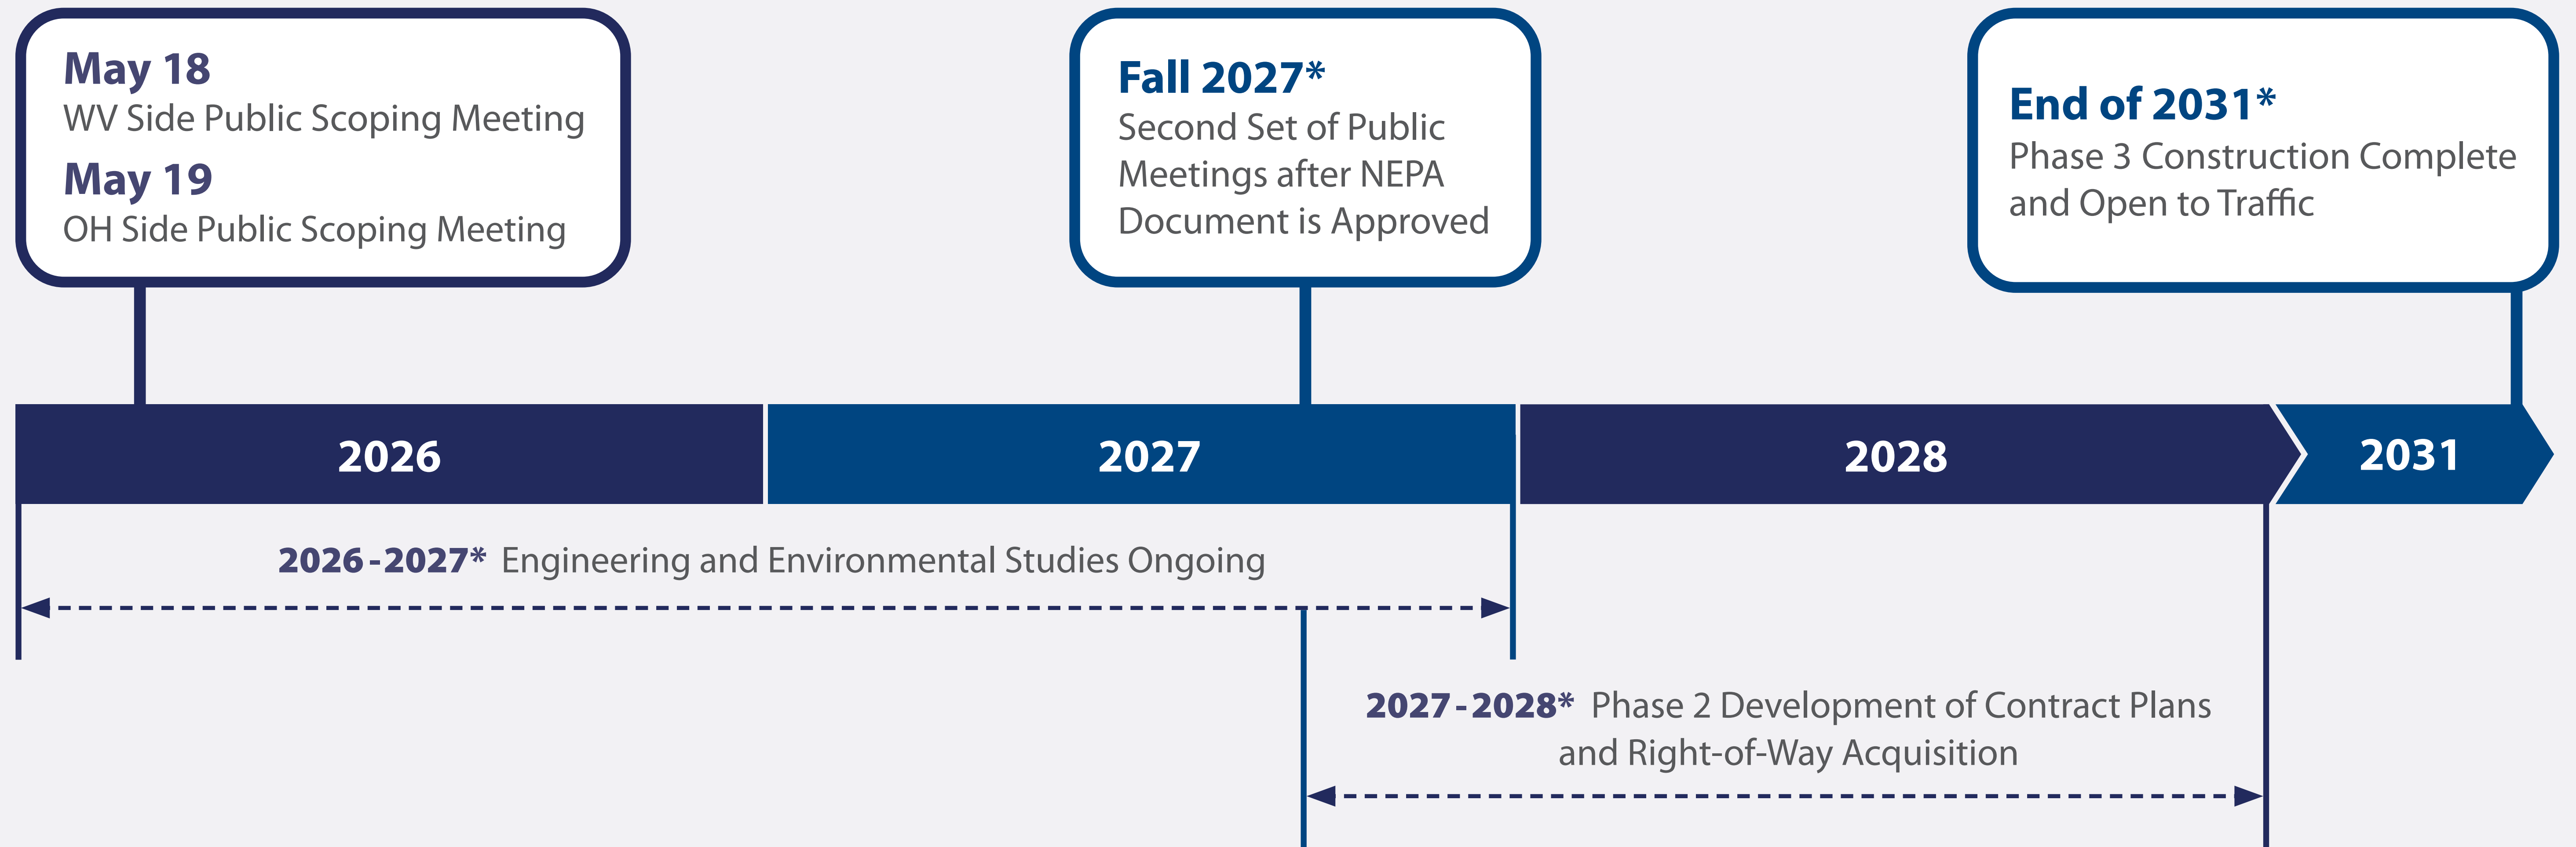 May 18
WV Side Public Scoping Meeting
May 19
OH Side Public Scoping Meeting
Fall 2027*
Second Set of Public
Meetings after NEPA
Document is Approved
End of 2031*
Phase 3 Construction Complete
and Open to Traffic
2026
2027
2028
2031
2026-2027* Engineering and Environmental Studies Ongoing
2027-2028* Phase 2 Development of Contract Plans
and Right-of-Way Acquisition